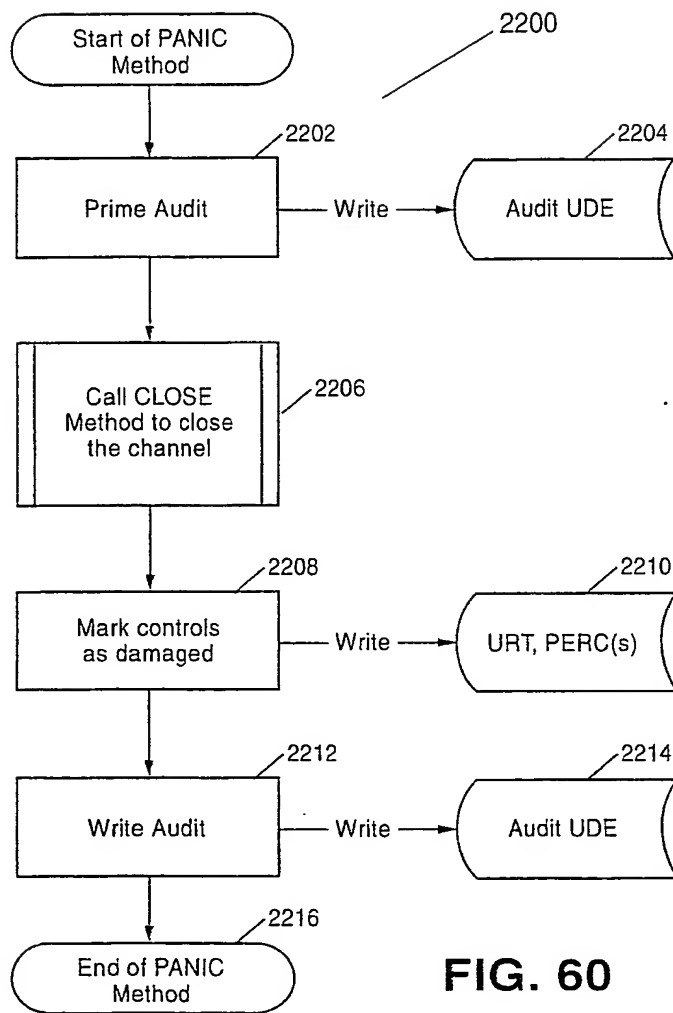 Start of PANIC
Method
2200
2202
2204
Prime Audit
Write
Audit UDE
Call CLOSE
Method to close
the channel
2206
2208
2210
Mark controls
as damaged
Write
URT, PERC(s)
2212
2214
Write Audit
Write
Audit UDE
2216
End of PANIC
Method
FIG. 60